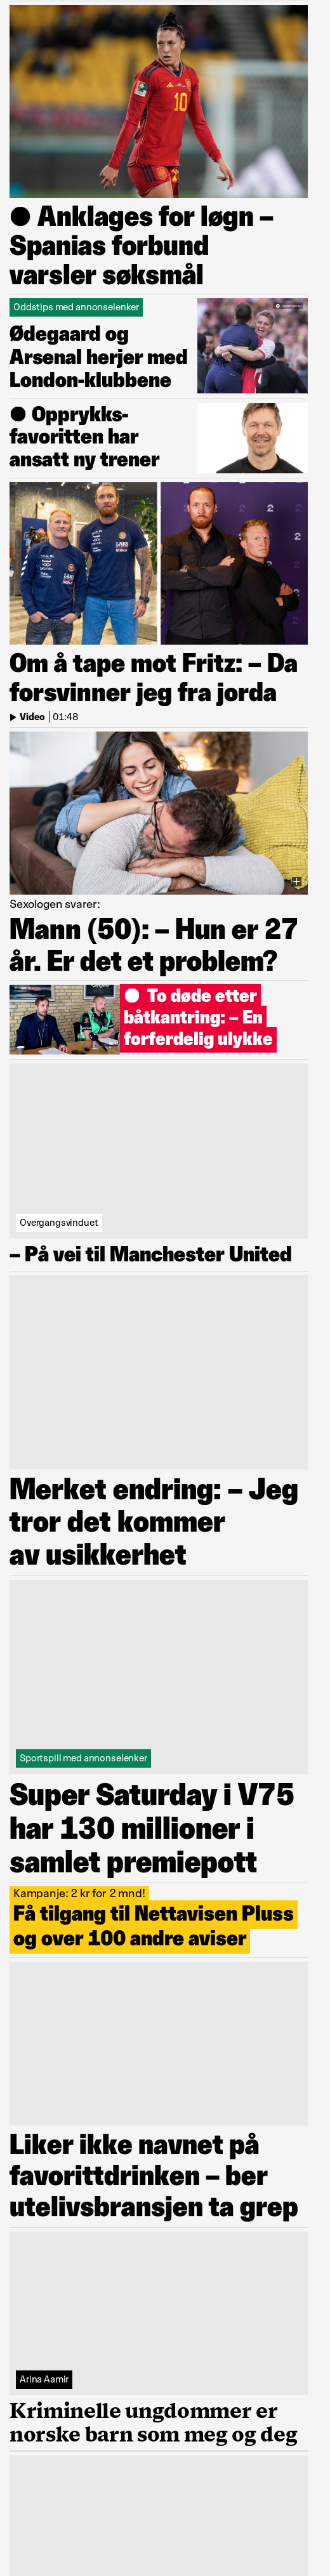 Anklages for løgn –
Spanias forbund
varsler søksmål
Oddstips med annonselenker
Ødegaard og
Arsenal herjer med
London-klubbene
Opprykks-
favoritten har
ansatt ny trener
Om å tape mot Fritz: – Da
forsvinner jeg fra jorda
Video | 01:48
Sexologen svarer:
Mann (50): – Hun er 27
år. Er det et problem?
To døde etter
båtkantring: – En
forferdelig ulykke
Overgangsvinduet
– På vei til Manchester United
Merket endring: – Jeg
tror det kommer
av usikkerhet
Sportspill med annonselenker
Super Saturday i V75
har 130 millioner i
samlet premiepott
Kampanje: 2 kr for 2 mnd!
Få tilgang til Nettavisen Pluss
og over 100 andre aviser
Liker ikke navnet på
favorittdrinken – ber
utelivsbransjen ta grep
Arina Aamir
Kriminelle ungdommer er
norske barn som meg og deg